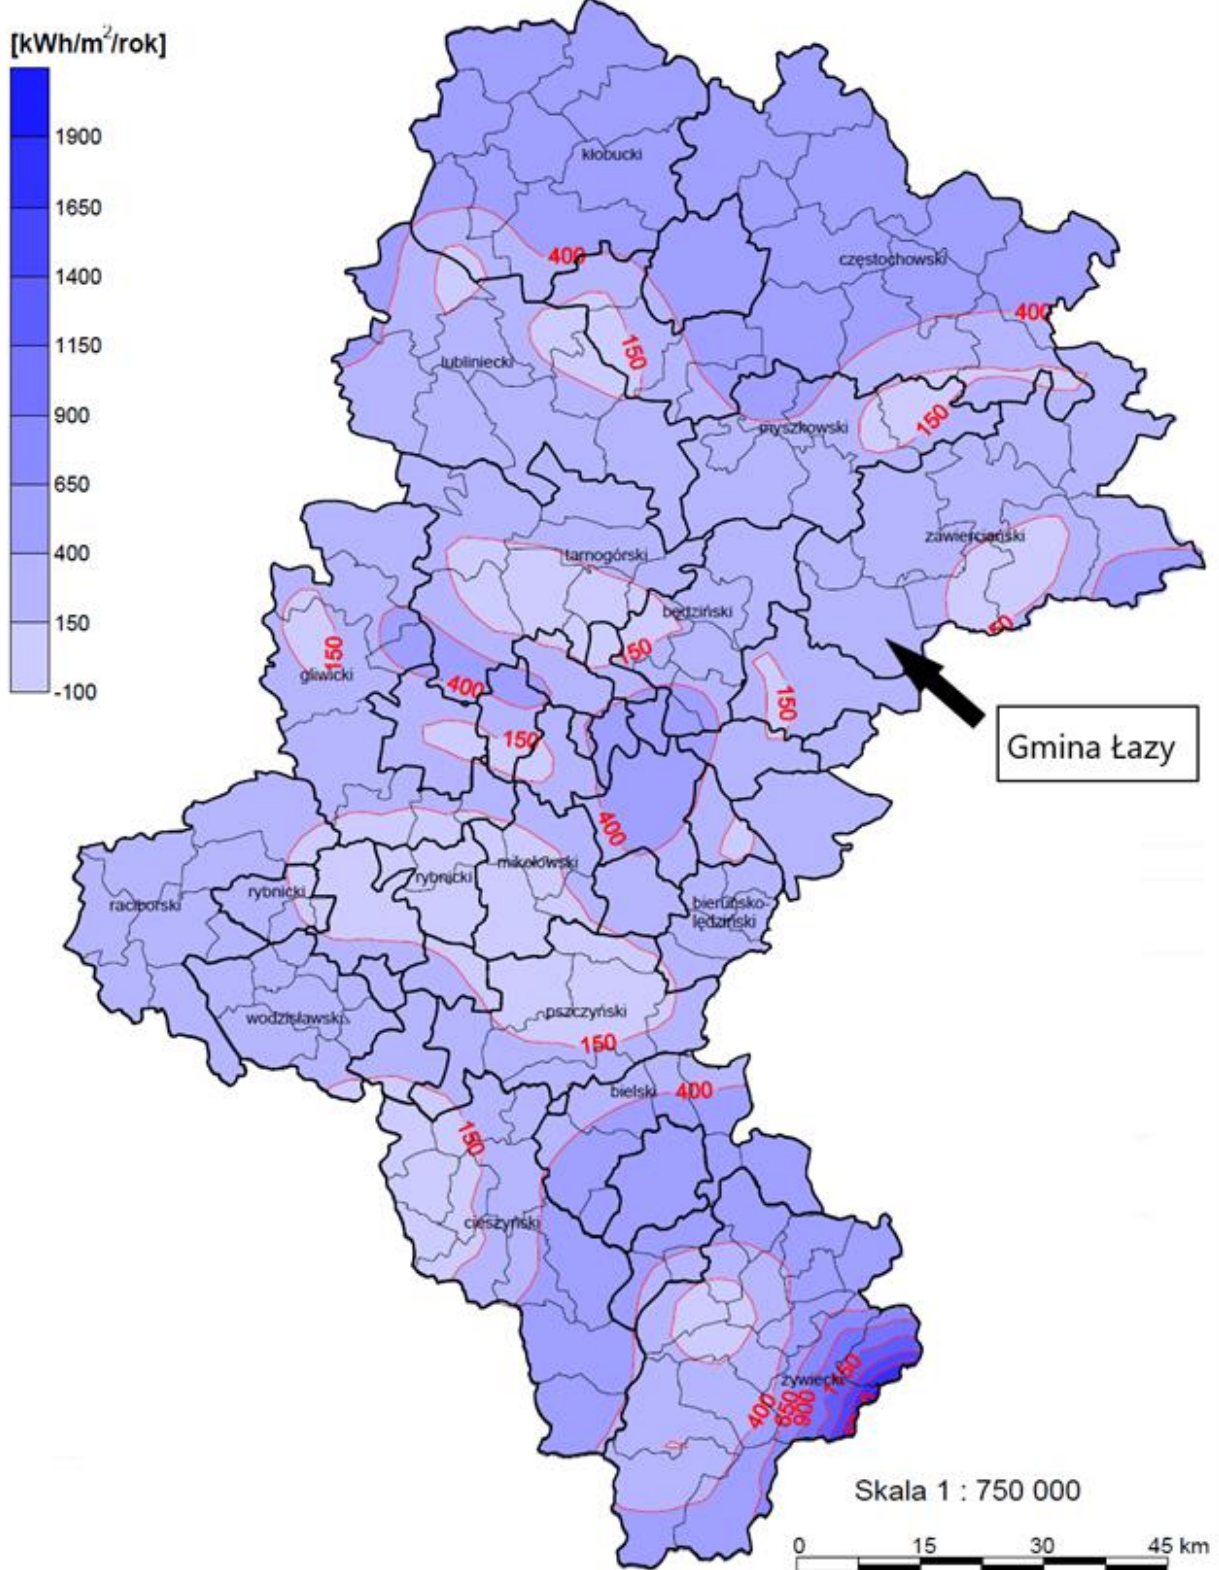 [kWh/m²/rok]
1900
1650
1400
1150
900
650
400
150
-100
kłobucki
400
częstochowski
400
lubliniecki
150
myszkowski
150
zawierciański
tarnogórski
będziński
50
150
150
gliwicki
400
150
150
Gmina Łazy
400
mikołowski
rybnicki
rybnicki
raciborski
bieruńsko-
lędziński
pszczyński
wodzisławski
150
bielski
400
150
cieszyński
żywiecki
1150
400
650
900
Skala 1 : 750 000
0 15 30 45 km